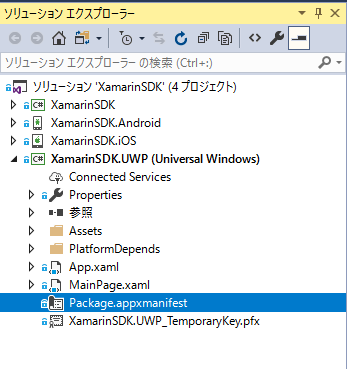 ソリューション エクスプローラー
ソリューション エクスプローラー の検索 (Ctrl+:)
ソリューション 'XamarinSDK' (4 プロジェクト)
C# XamarinSDK
XamarinSDK.Android
XamarinSDK.iOS
C# XamarinSDK.UWP (Universal Windows)
Connected Services
Properties
参照
Assets
PlatformDepends
App.xaml
MainPage.xaml
Package.appxmanifest
XamarinSDK.UWP_TemporaryKey.pfx